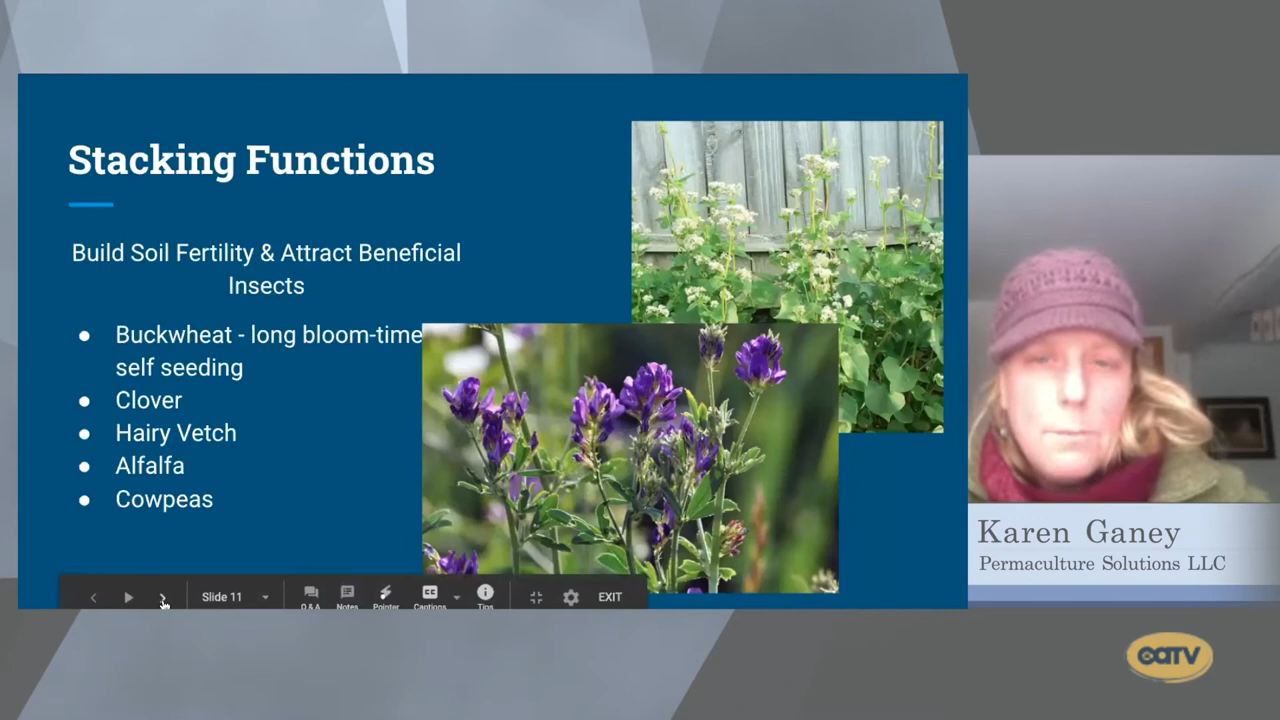 Stacking Functions
Build Soil Fertility & Attract Beneficial
Insects
● Buckwheat - long bloom-time
self seeding
● Clover
● Hairy Vetch
● Alfalfa
● Cowpeas
Slide 11
Q & A
Notes
Pointer
Captions
Tips
EXIT
Karen Ganey
Permaculture Solutions LLC
catv